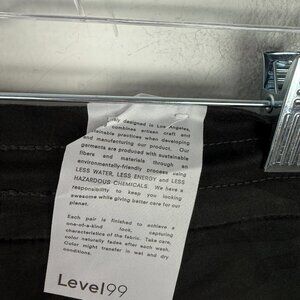 designed in Los Angeles,
combines artisan craft and
sustainable practices when developing
and manufacturing our product. Our
garments are produced with sustainable
fibers and materials through an
environmentally-friendly process using
LESS WATER, LESS ENERGY and LESS
HAZARDOUS CHEMICALS. We have a
responsibility to keep you looking
awesome while giving better care for our
planet.
Each pair is finished to achieve a
one-of-a-kind look, capturing
characteristics of the fabric. Take care,
color naturally fades after each wash.
Color might transfer in wet and dry
conditions.
Level99